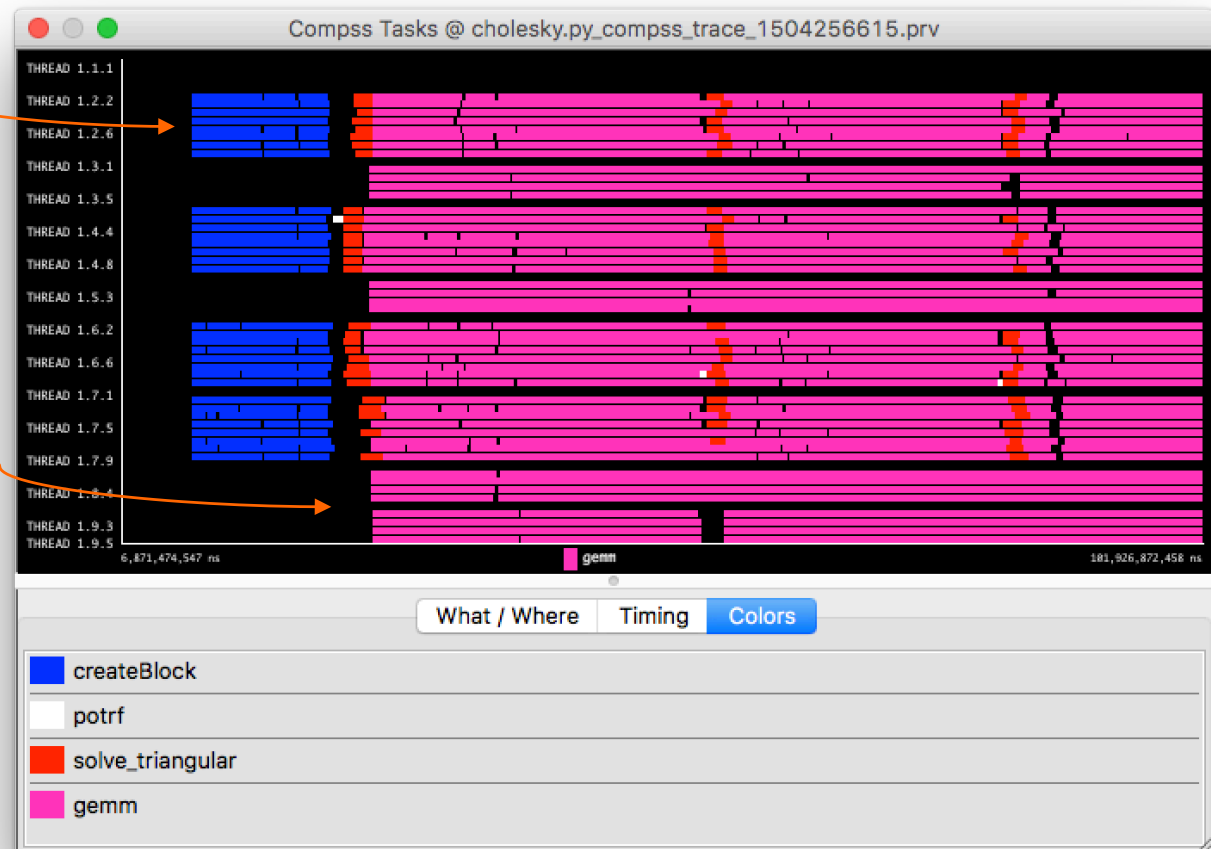 Compss Tasks @ cholesky.py_compss_trace_1504256615.prv
THREAD 1.1.1
THREAD 1.2.2
THREAD 1.2.6
THREAD 1.3.1
THREAD 1.3.5
THREAD 1.4.4
THREAD 1.4.8
THREAD 1.5.3
THREAD 1.6.2
THREAD 1.6.6
THREAD 1.7.1
THREAD 1.7.5
THREAD 1.7.9
THREAD 1.8.4
THREAD 1.9.3
THREAD 1.9.5
6,871,474,547 ns gemm 101,926,872,458 ns
What / Where Timing Colors
createBlock
potrf
solve_triangular
gemm